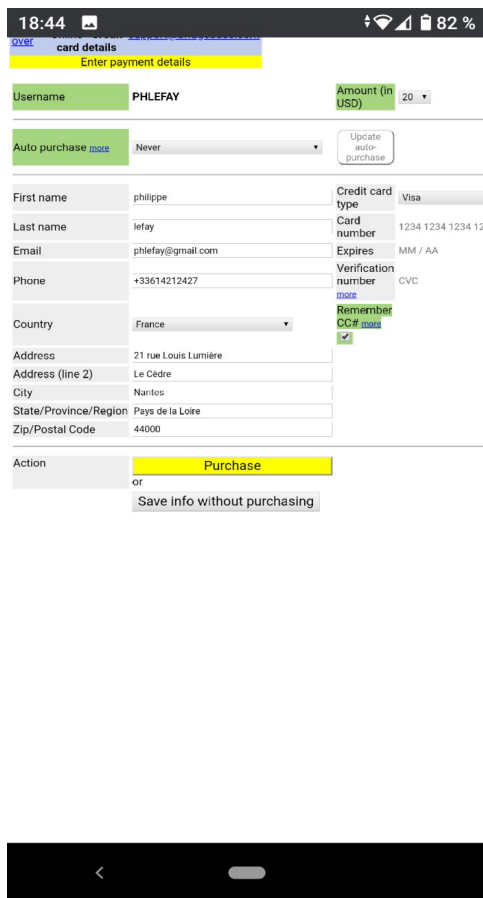 18:44 82 %
over
card details
Enter payment details
Username PHLEFAY Amount (in USD) 20
Auto purchase more Never Update auto-purchase
First name philippe Credit card type Visa
Last name lefay Card number 1234 1234 1234 12
Email phlefay@gmail.com Expires MM / AA
Phone +33614212427 Verification number more CVC
Country France Remember CC# more
Address 21 rue Louis Lumière
Address (line 2) Le Cèdre
City Nantes
State/Province/Region Pays de la Loire
Zip/Postal Code 44000
Action Purchase
or
Save info without purchasing